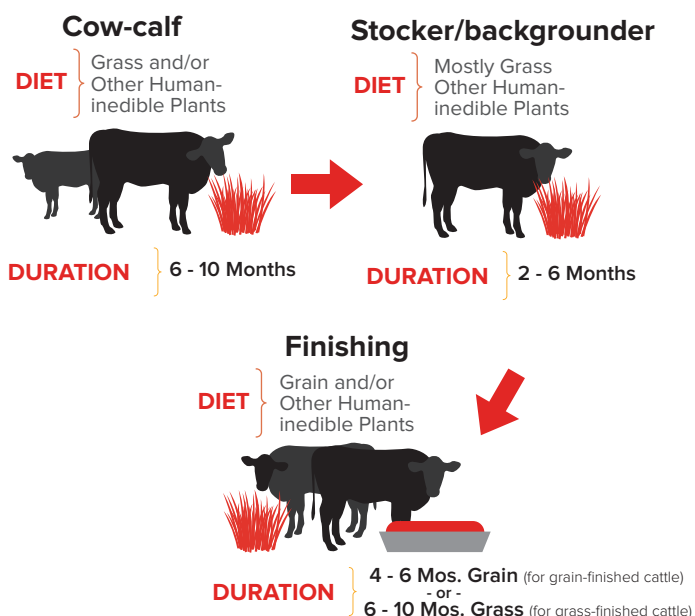 Cow-calf
DIET
Grass and/or
Other Human-
inedible Plants
DURATION
6 - 10 Months
Stocker/backgrounder
DIET
Mostly Grass
Other Human-
inedible Plants
DURATION
2 - 6 Months
Finishing
DIET
Grain and/or
Other Human-
inedible Plants
DURATION
4 - 6 Mos. Grain (for grain-finished cattle)
- or -
6 - 10 Mos. Grass (for grass-finished cattle)